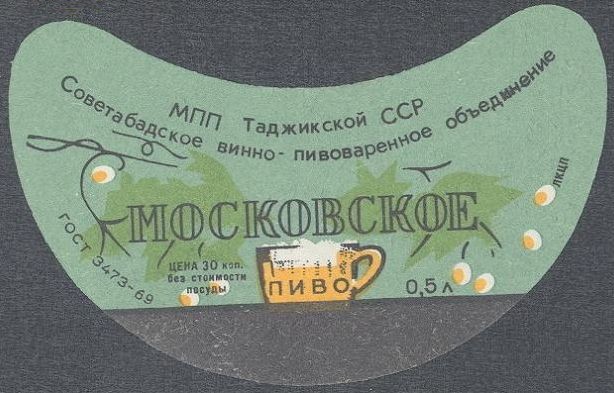 МПП Таджикской ССР
Советабадское винно-пивоваренное объединение
МОСКОВСКОЕ
ГОСТ 3473-69
ЦЕНА 30 коп.
без стоимости
посуды
ПИВО
0,5 л
ЛКЦП